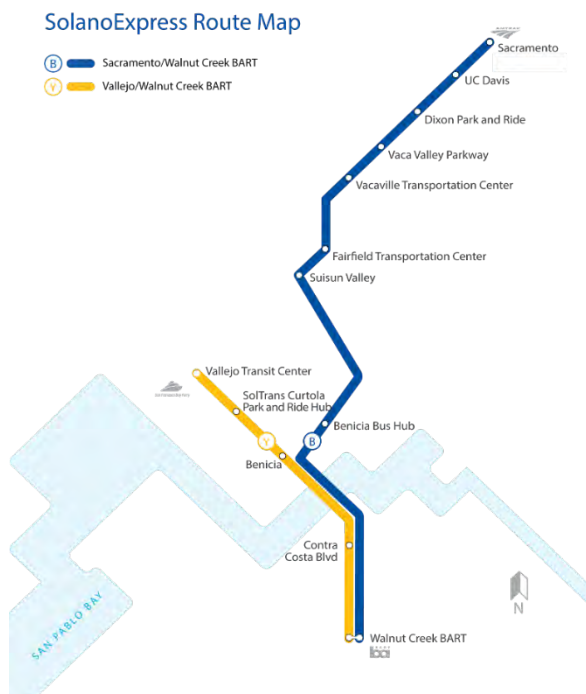 SolanoExpress Route Map
B Sacramento/Walnut Creek BART
Y Vallejo/Walnut Creek BART
Sacramento
UC Davis
Dixon Park and Ride
Vaca Valley Parkway
Vacaville Transportation Center
Fairfield Transportation Center
Suisun Valley
Vallejo Transit Center
SolTrans Curtola
Park and Ride Hub
Benicia Bus Hub
Y
B
Benicia
Contra
Costa Blvd
SAN PABLO BAY
N
Walnut Creek BART
ba